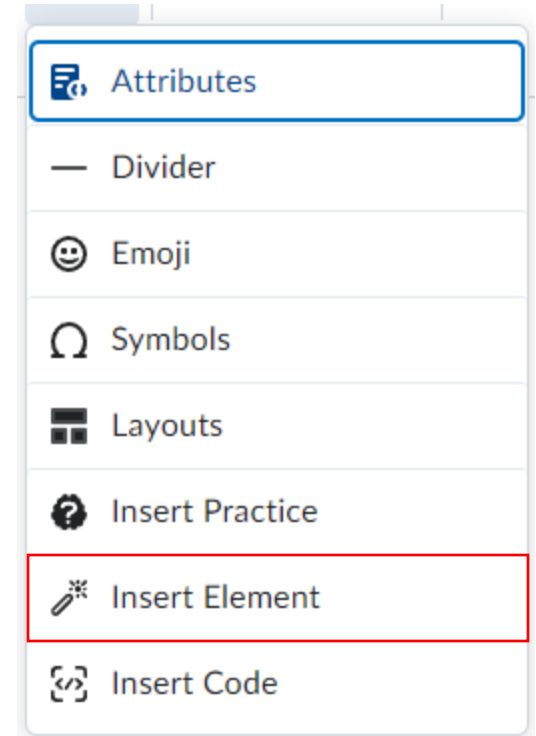 Attributes
Divider
Emoji
Symbols
Layouts
Insert Practice
Insert Element
Insert Code